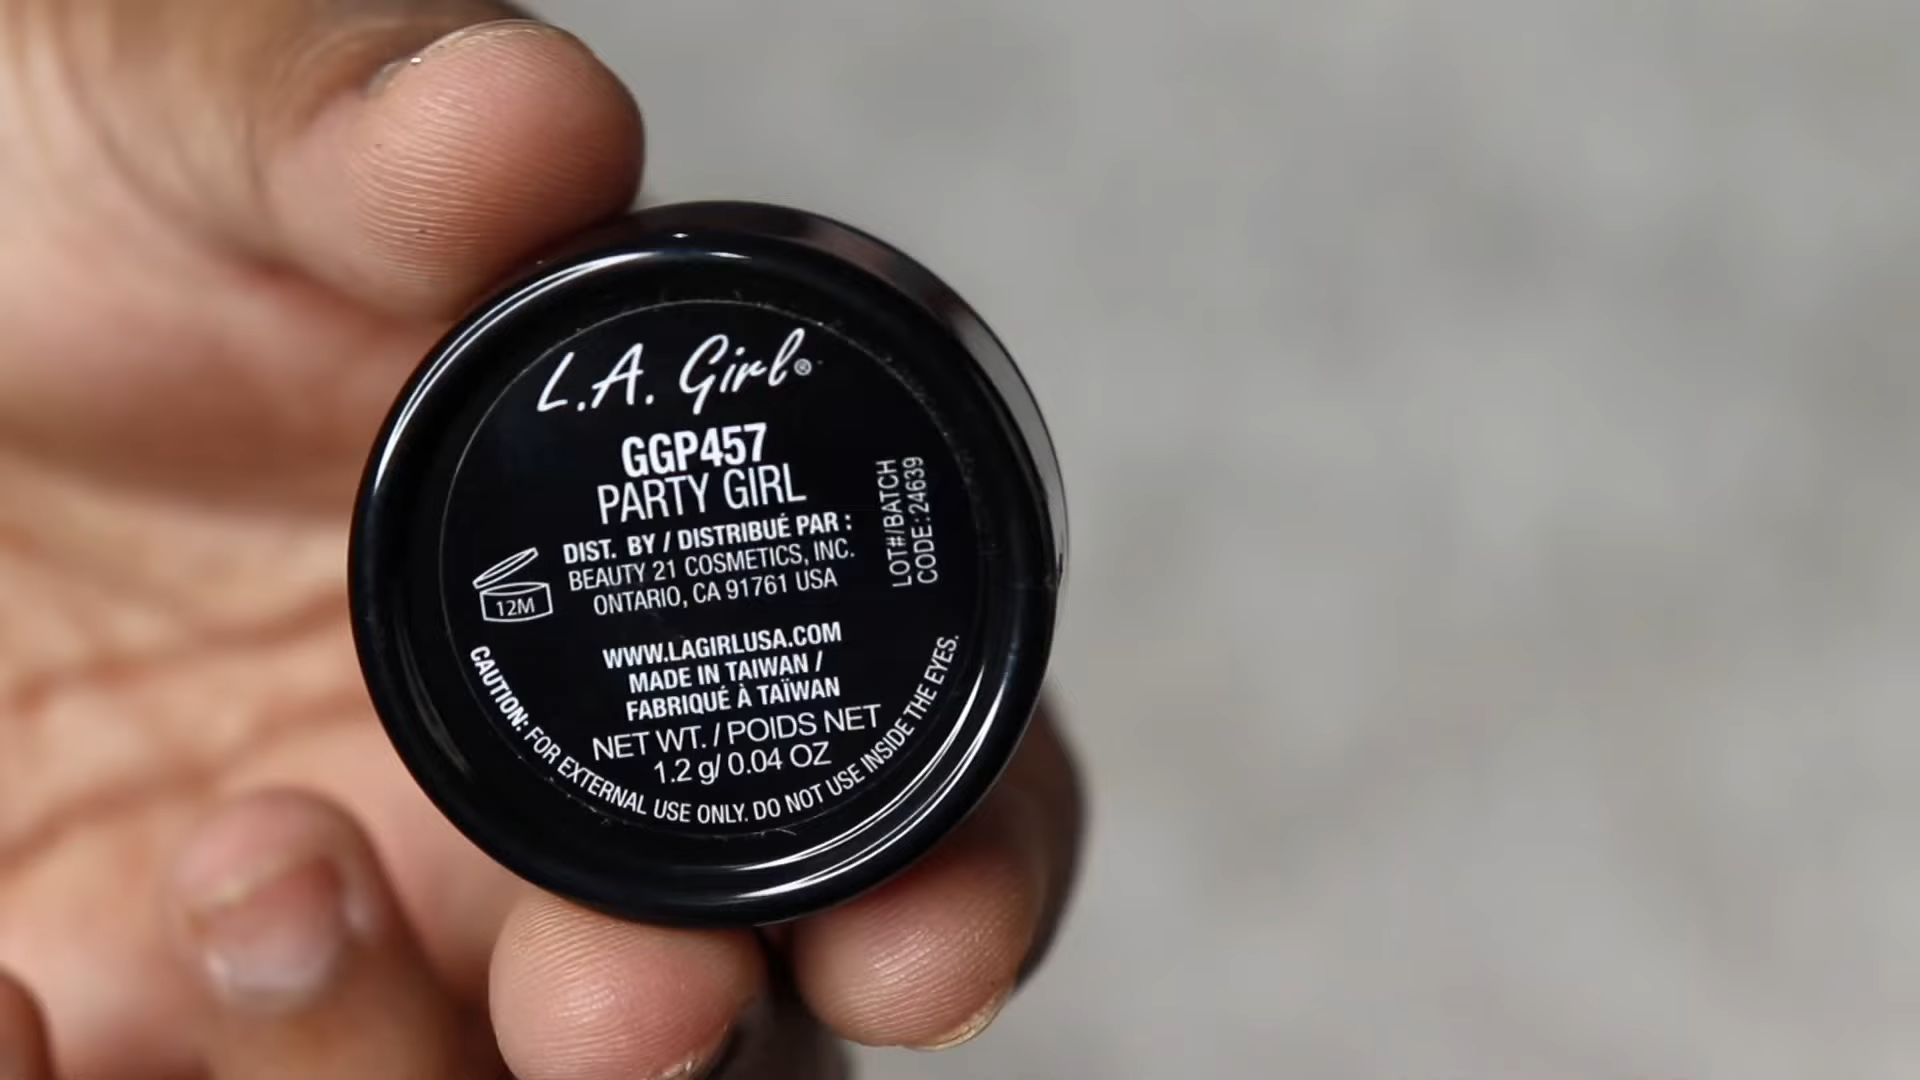 L.A. Girl®
GGP457
PARTY GIRL
DIST. BY / DISTRIBUÉ PAR :
BEAUTY 21 COSMETICS, INC.
ONTARIO, CA 91761 USA
12M
LOT#/BATCH
CODE:24639
WWW.LAGIRLUSA.COM
MADE IN TAIWAN /
FABRIQUÉ À TAÏWAN
NET WT. / POIDS NET
1.2 g/ 0.04 OZ
CAUTION: FOR EXTERNAL USE ONLY. DO NOT USE INSIDE THE EYES.